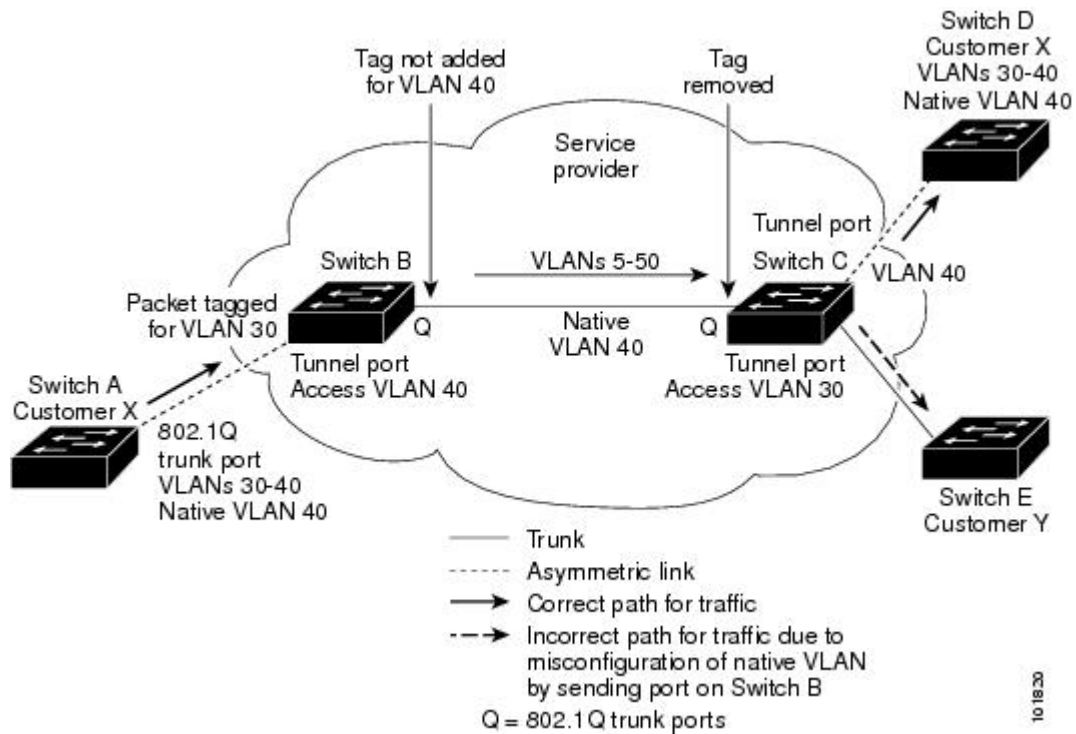 Switch D
Customer X
VLANs 30-40
Native VLAN 40
Tag not added
for VLAN 40
Tag
removed
Service
provider
Tunnel port
Switch B
VLANs 5-50
Switch C
VLAN 40
Packet tagged
for VLAN 30
Q
Native
VLAN 40
Q
Tunnel port
Access VLAN 40
Tunnel port
Access VLAN 30
Switch A
Customer X
802.1Q
trunk port
VLANs 30-40
Native VLAN 40
Switch E
Customer Y
Trunk
Asymmetric link
Correct path for traffic
Incorrect path for traffic due to
misconfiguration of native VLAN
by sending port on Switch B
Q = 802.1Q trunk ports
101820